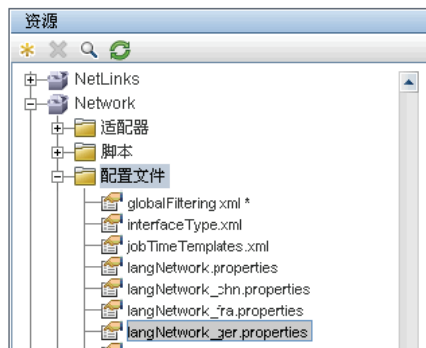 资源
NetLinks
Network
适配器
脚本
配置文件
globalFiltering.xml *
interfaceType.xml
jobTimeTemplates.xml
langNetwork.properties
langNetwork_chn.properties
langNetwork_fra.properties
langNetwork_ger.properties